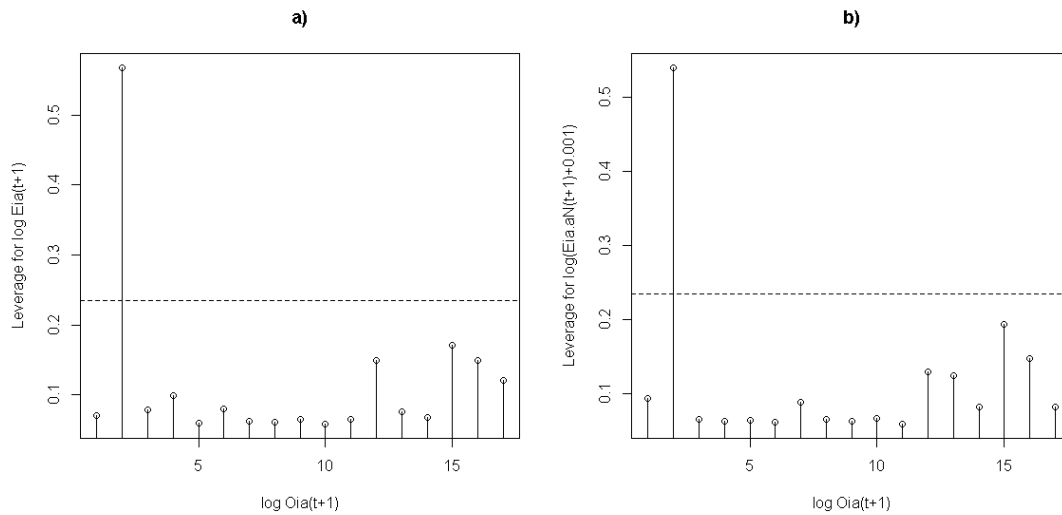 a)
Leverage for log Eia(t+1)
0.1 0.2 0.3 0.4 0.5
5 10 15
log Oia(t+1)
b)
Leverage for log(Eia.aN(t+1)+0.001)
0.1 0.2 0.3 0.4 0.5
5 10 15
log Oia(t+1)